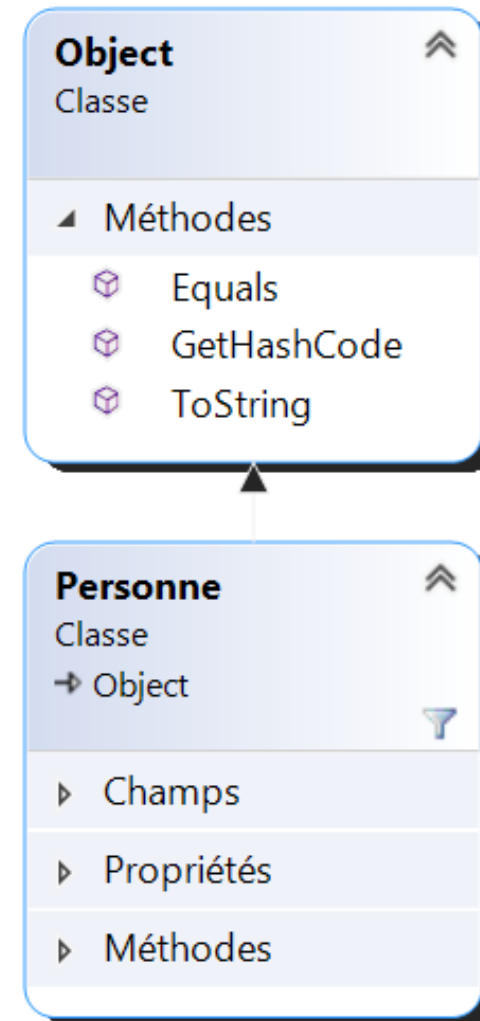 Object
Classe
Méthodes
Equals
GetHashCode
ToString
Personne
Classe
Object
Champs
Propriétés
Méthodes